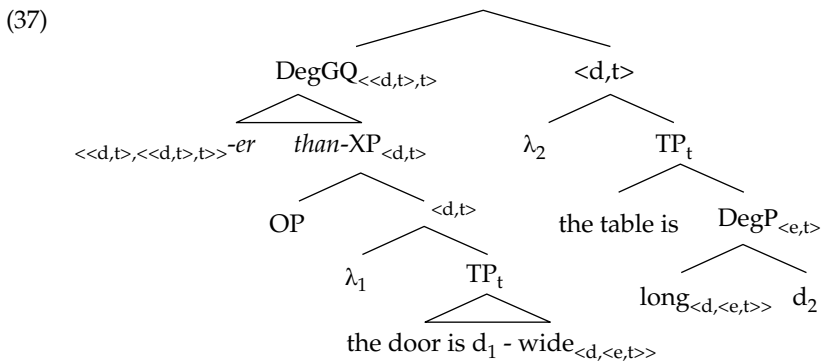 (37)
DegGQ<<d,t>,t> <d,t>
<<d,t>,<<d,t>,t>>-er than-XP<d,t> λ2 TPt
OP <d,t> the table is DegP<e,t>
λ1 TPt long<d,<e,t>> d2
the door is d1 - wide<d,<e,t>>